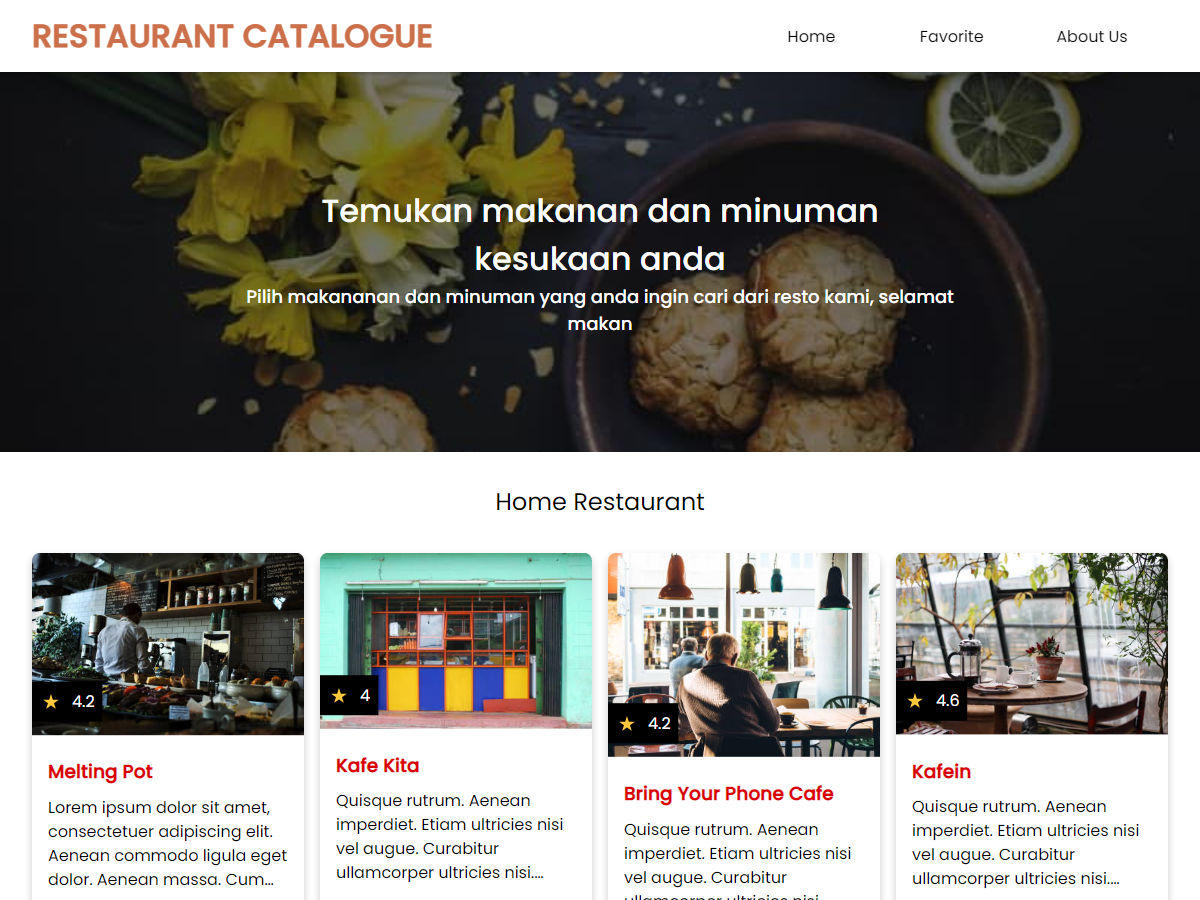 RESTAURANT CATALOGUE
Home
Favorite
About Us
Temukan makanan dan minuman
kesukaan anda
Pilih makananan dan minuman yang anda ingin cari dari resto kami, selamat
makan
Home Restaurant
4.2
Melting Pot
Lorem ipsum dolor sit amet,
consectetuer adipiscing elit.
Aenean commodo ligula eget
dolor. Aenean massa. Cum...
4
Kafe Kita
Quisque rutrum. Aenean
imperdiet. Etiam ultricies nisi
vel augue. Curabitur
ullamcorper ultricies nisi....
4.2
Bring Your Phone Cafe
Quisque rutrum. Aenean
imperdiet. Etiam ultricies nisi
vel augue. Curabitur
ullamcorper ultricies nisi....
4.6
Kafein
Quisque rutrum. Aenean
imperdiet. Etiam ultricies nisi
vel augue. Curabitur
ullamcorper ultricies nisi....